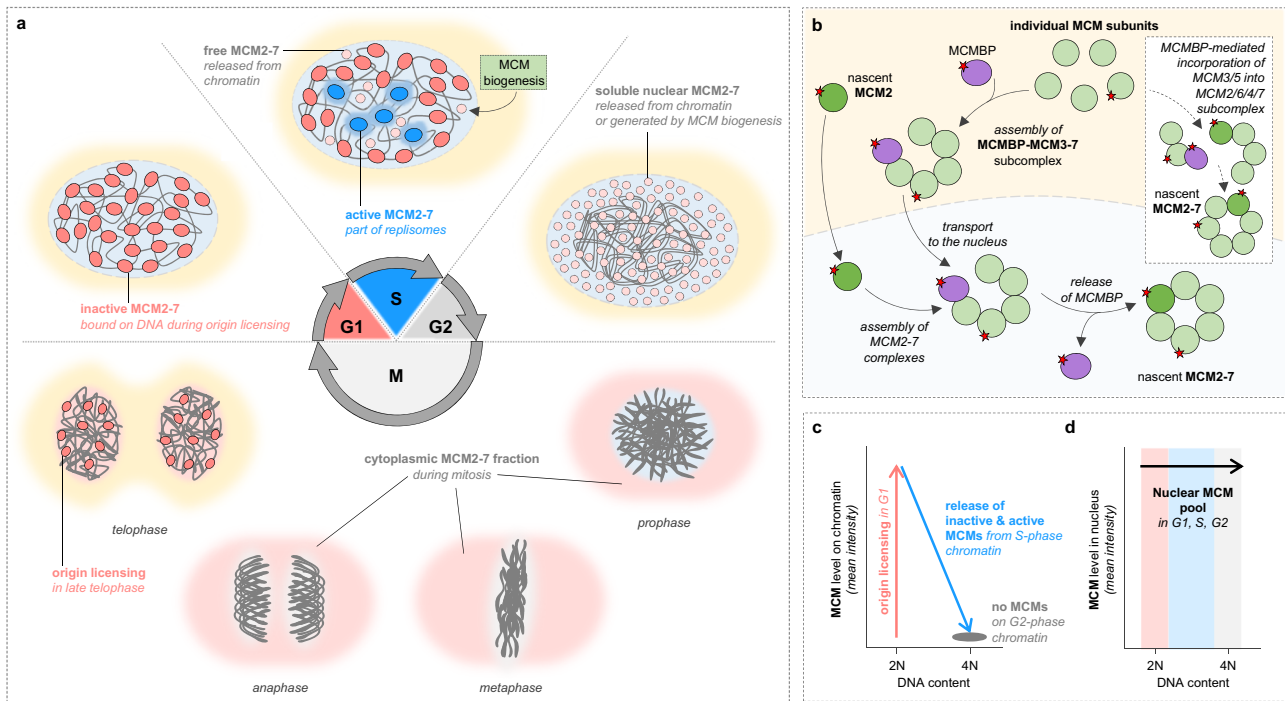 a
free MCM2-7
released from
chromatin
MCM
biogenesis
soluble nuclear MCM2-7
released from chromatin
or generated by MCM biogenesis
active MCM2-7
part of replisomes
inactive MCM2-7
bound on DNA during origin licensing
S
G1
G2
M
cytoplasmic MCM2-7 fraction
during mitosis
telophase
prophase
origin licensing
in late telophase
anaphase
metaphase
b
individual MCM subunits
MCMBP
nascent
MCM2
MCMBP-mediated
incorporation of
MCM3/5 into
MCM2/6/4/7
subcomplex
assembly of
MCMBP-MCM3-7
subcomplex
nascent
MCM2-7
transport
to the nucleus
release
of MCMBP
assembly of
MCM2-7
complexes
nascent MCM2-7
c
MCM level on chromatin
(mean intensity)
origin licensing in G1
release of
inactive & active
MCMs from S-phase
chromatin
no MCMs
on G2-phase
chromatin
2N
4N
DNA content
d
MCM level in nucleus
(mean intensity)
Nuclear MCM
pool
in G1, S, G2
2N
4N
DNA content